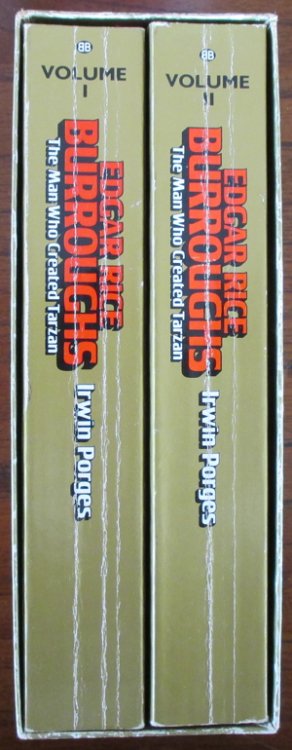 BB
VOLUME
I
EDGAR RICE
BURROUGHS
The Man Who Created Tarzan
Irwin Porges
BB
VOLUME
II
EDGAR RICE
BURROUGHS
The Man Who Created Tarzan
Irwin Porges